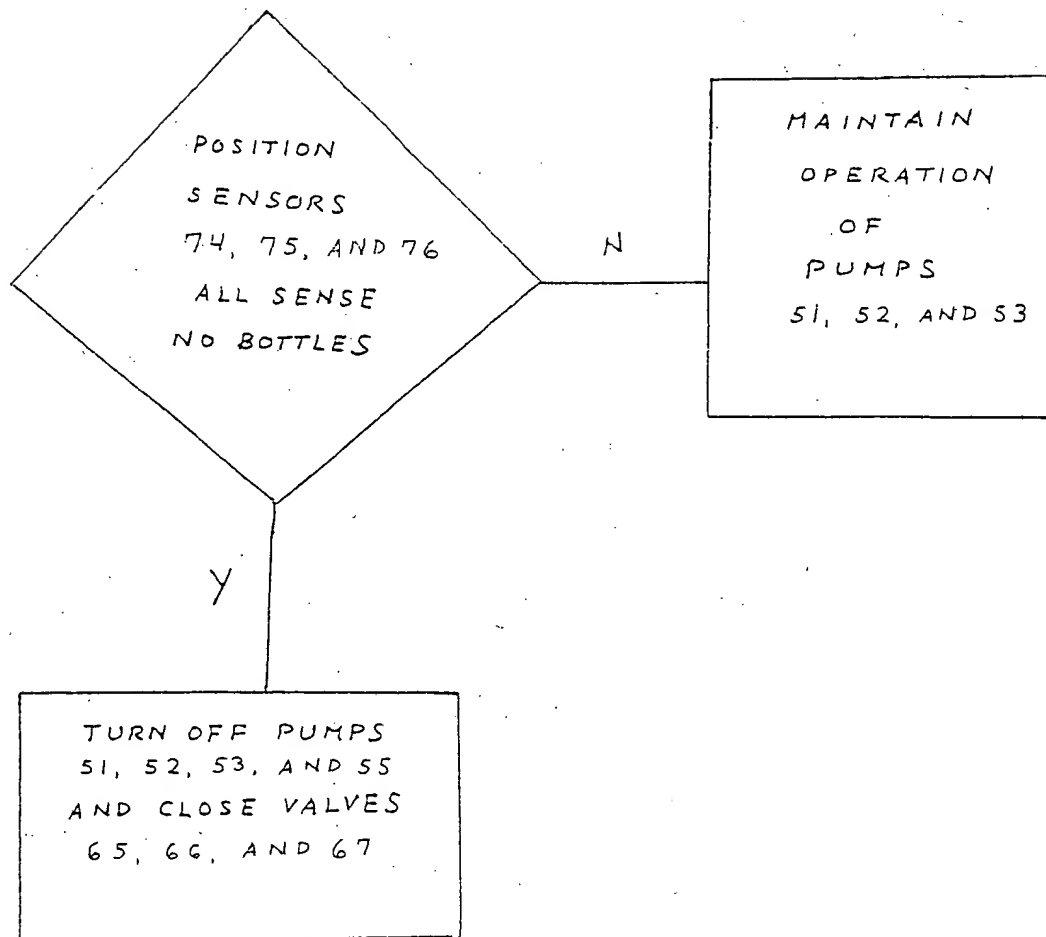 POSITION
SENSORS
74, 75, AND 76
ALL SENSE
NO BOTTLES
N
MAINTAIN
OPERATION
OF
PUMPS
51, 52, AND 53
Y
TURN OFF PUMPS
51, 52, 53, AND 55
AND CLOSE VALVES
65, 66, AND 67